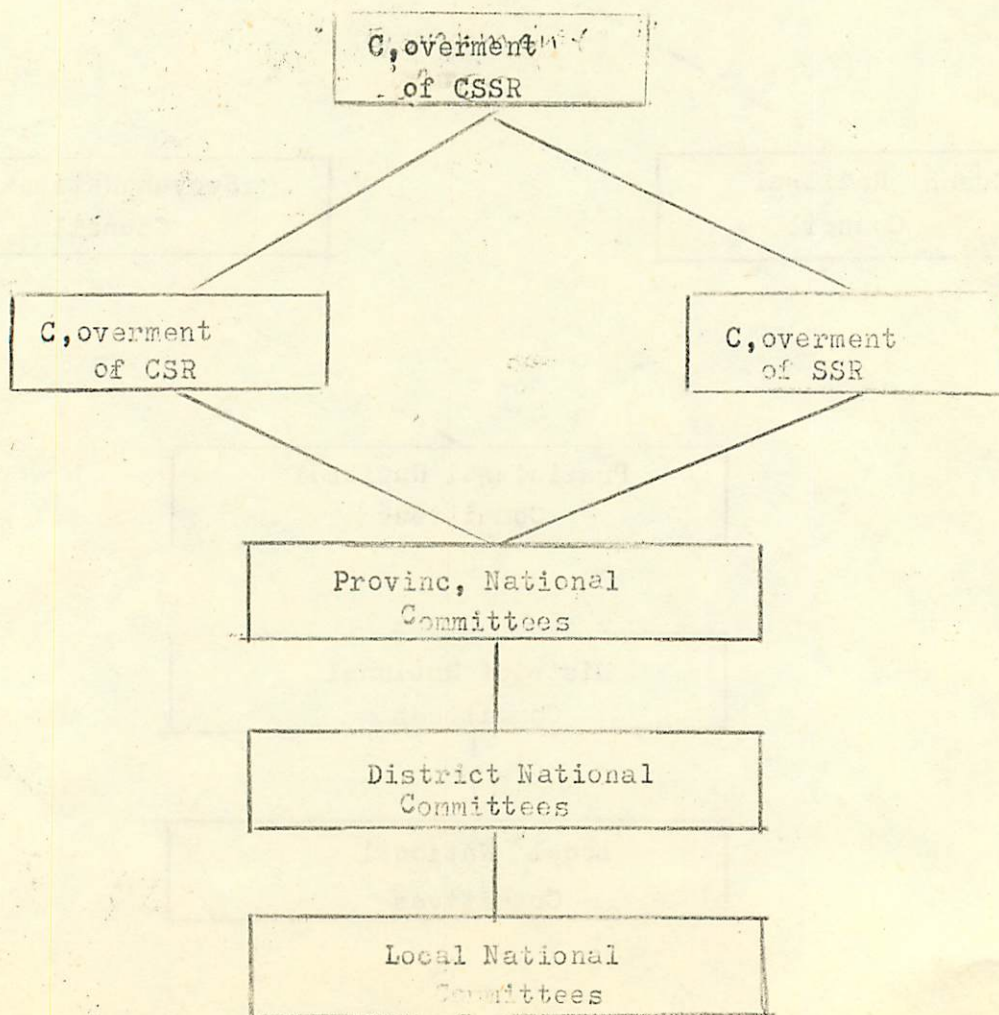 C,overment
of CSSR
C,overment
of CSR
C,overment
of SSR
Provinc, National
Committees
District National
Committees
Local National
Committees